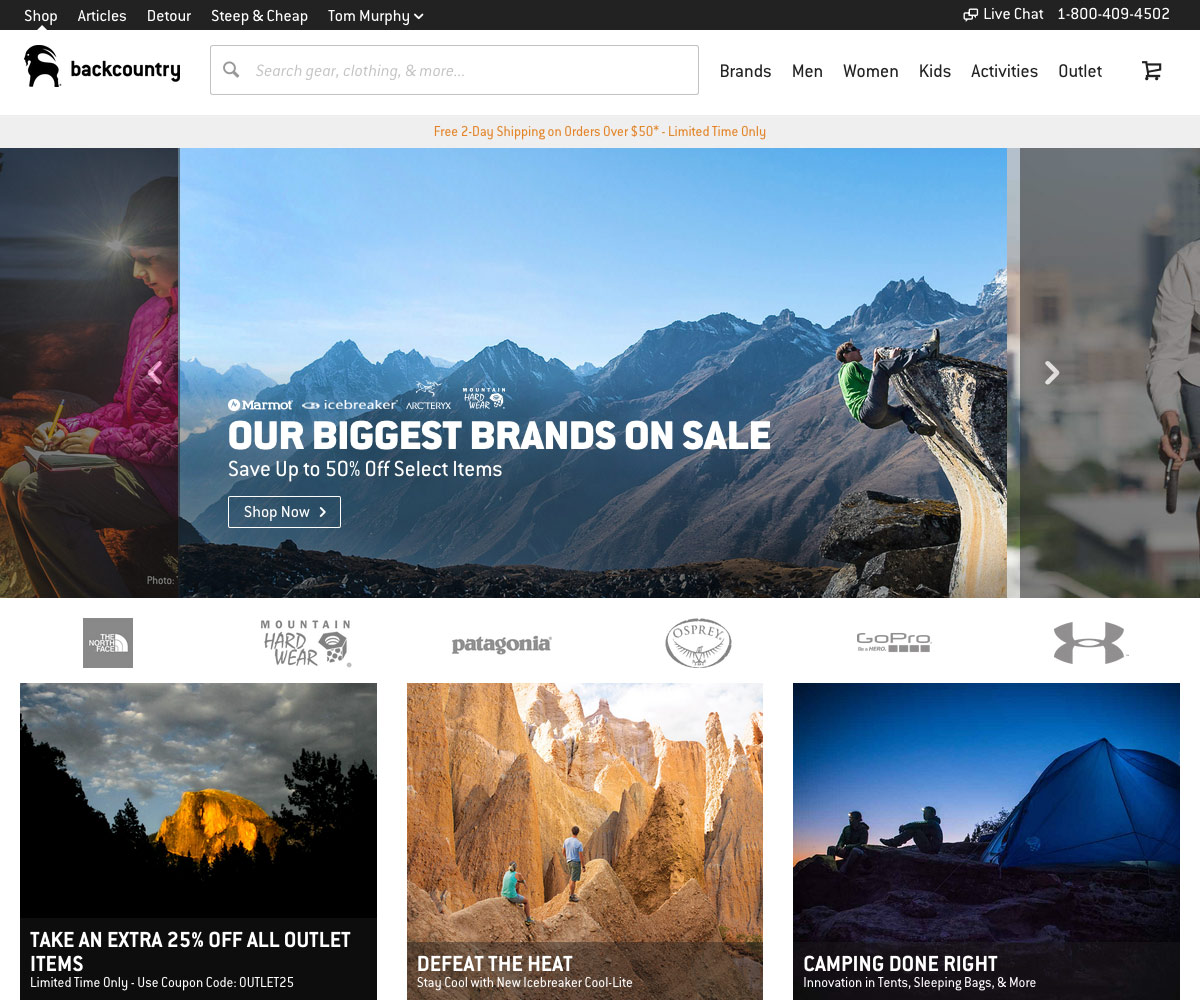 Shop Articles Detour Steep & Cheap Tom Murphy Live Chat 1-800-409-4502
backcountry Search gear, clothing, & more... Brands Men Women Kids Activities Outlet
Free 2-Day Shipping on Orders Over $50* - Limited Time Only
Marmot icebreaker ARC'TERYX MOUNTAIN HARD WEAR
OUR BIGGEST BRANDS ON SALE
Save Up to 50% Off Select Items
Shop Now
Photo:
THE NORTH FACE
MOUNTAIN HARD WEAR
patagonia
OSPREY
GoPro
Be a HERO.
TAKE AN EXTRA 25% OFF ALL OUTLET
ITEMS
Limited Time Only - Use Coupon Code: OUTLET25
DEFEAT THE HEAT
Stay Cool with New Icebreaker Cool-Lite
CAMPING DONE RIGHT
Innovation in Tents, Sleeping Bags, & More